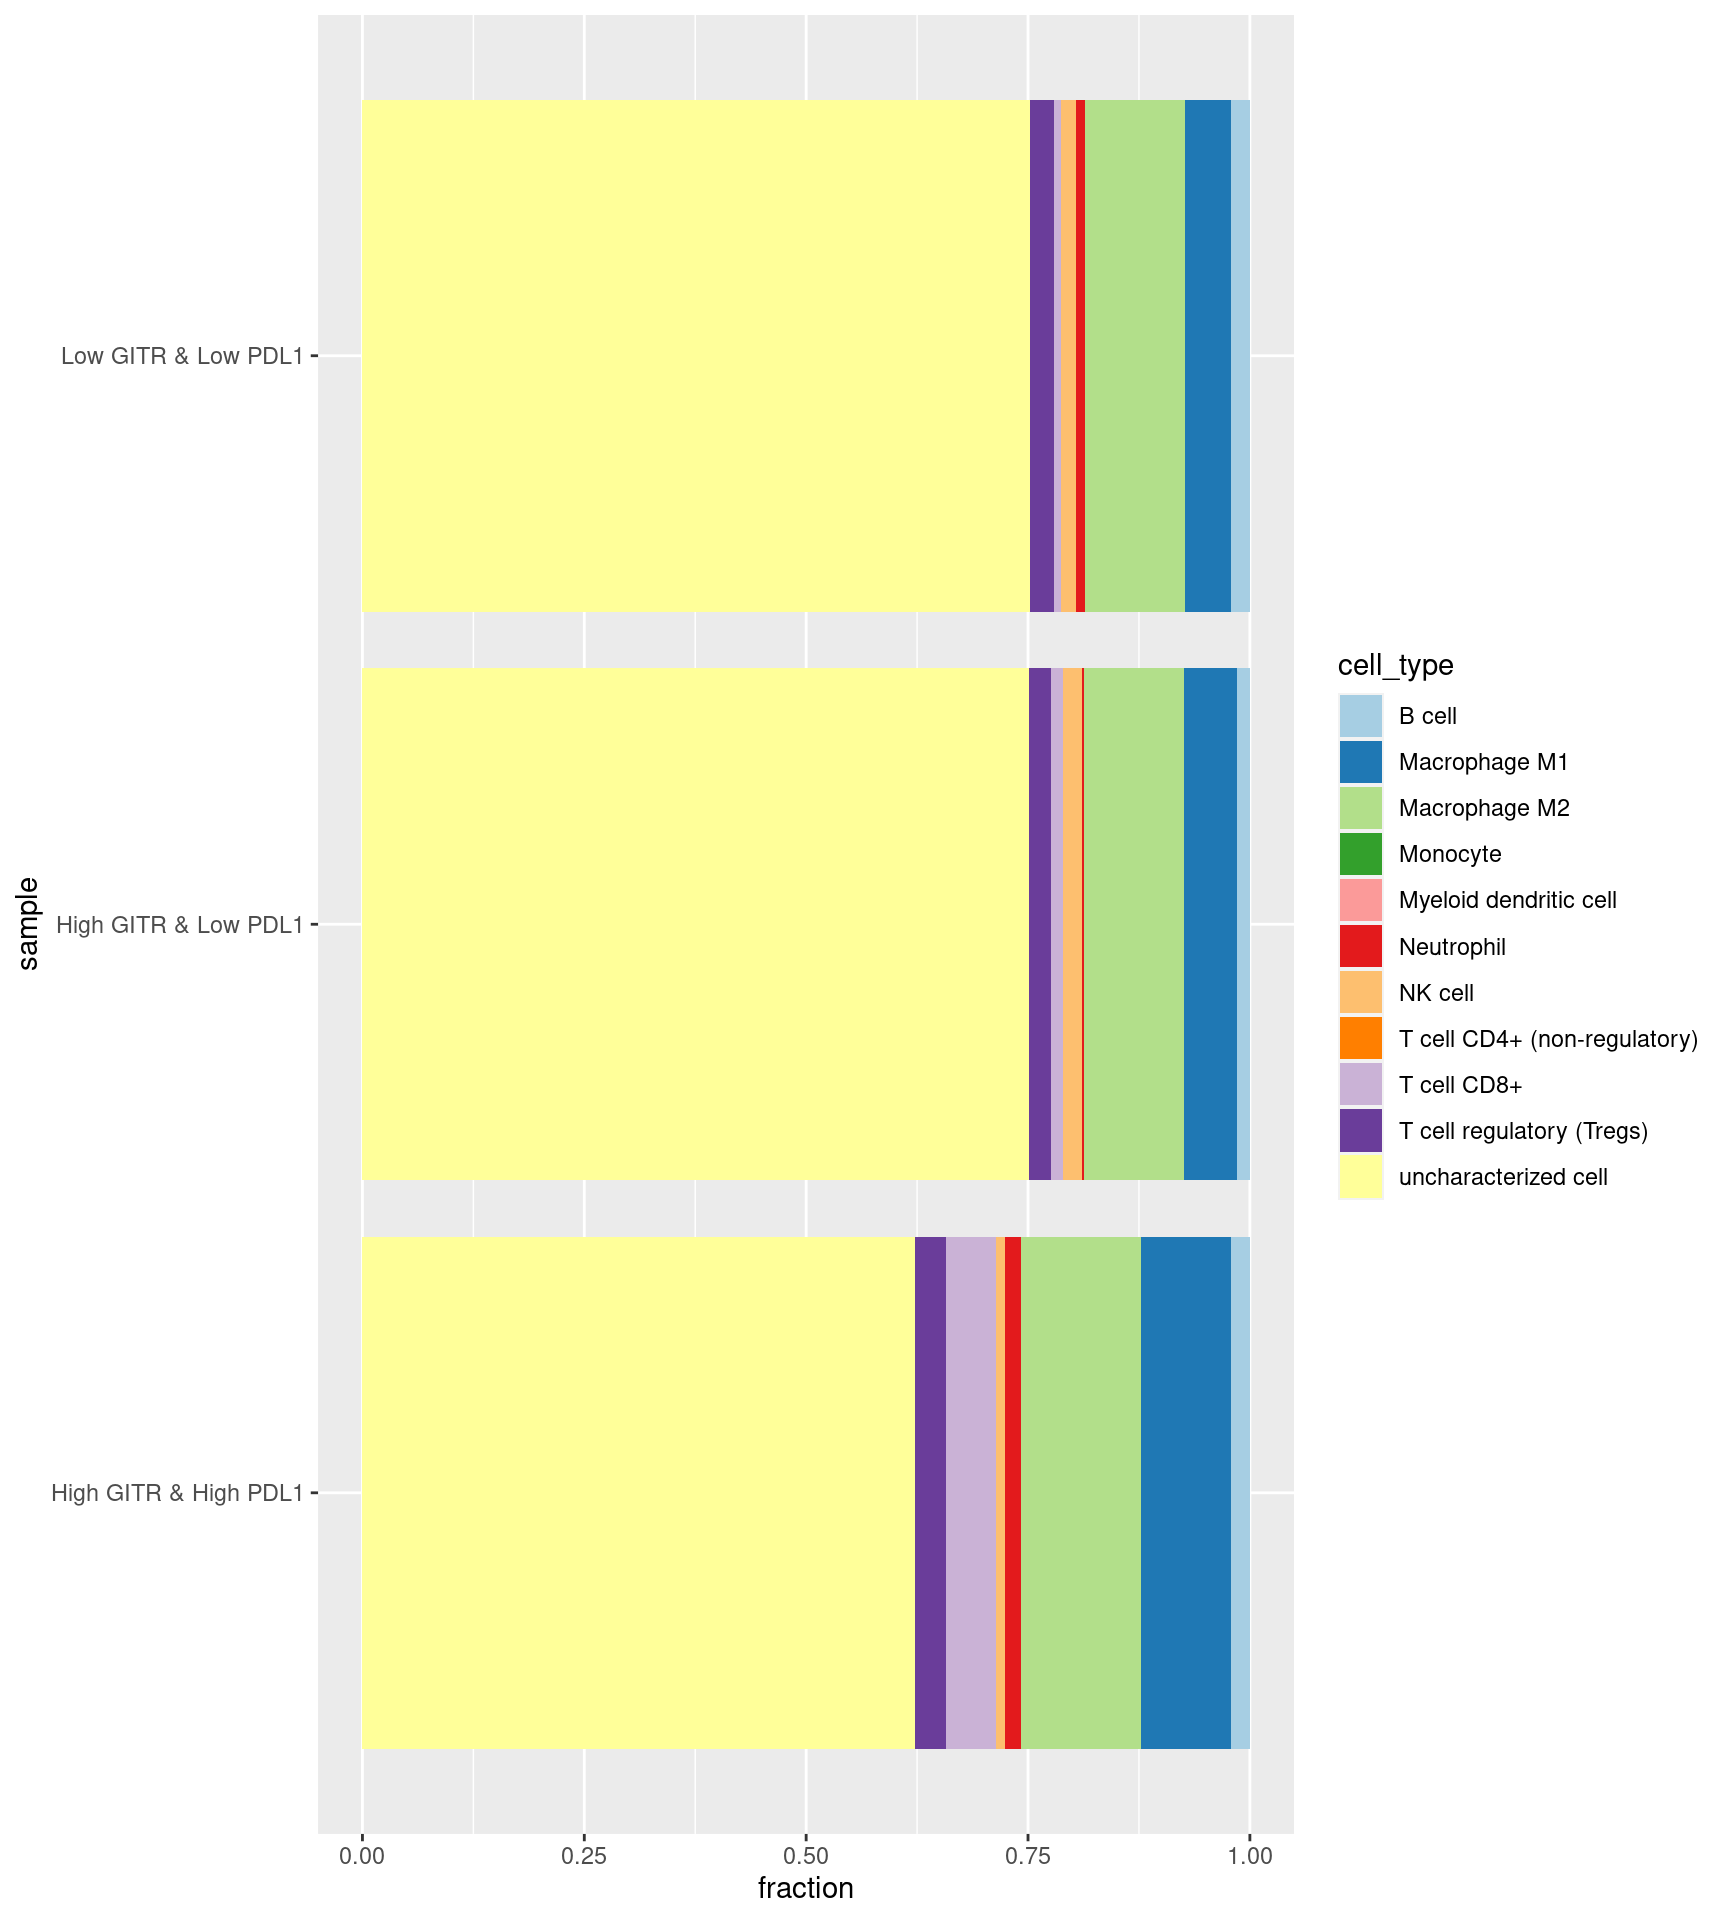 Low GITR & Low PDL1
High GITR & Low PDL1
High GITR & High PDL1
sample
0.00 0.25 0.50 0.75 1.00
fraction
cell_type
B cell
Macrophage M1
Macrophage M2
Monocyte
Myeloid dendritic cell
Neutrophil
NK cell
T cell CD4+ (non-regulatory)
T cell CD8+
T cell regulatory (Tregs)
uncharacterized cell